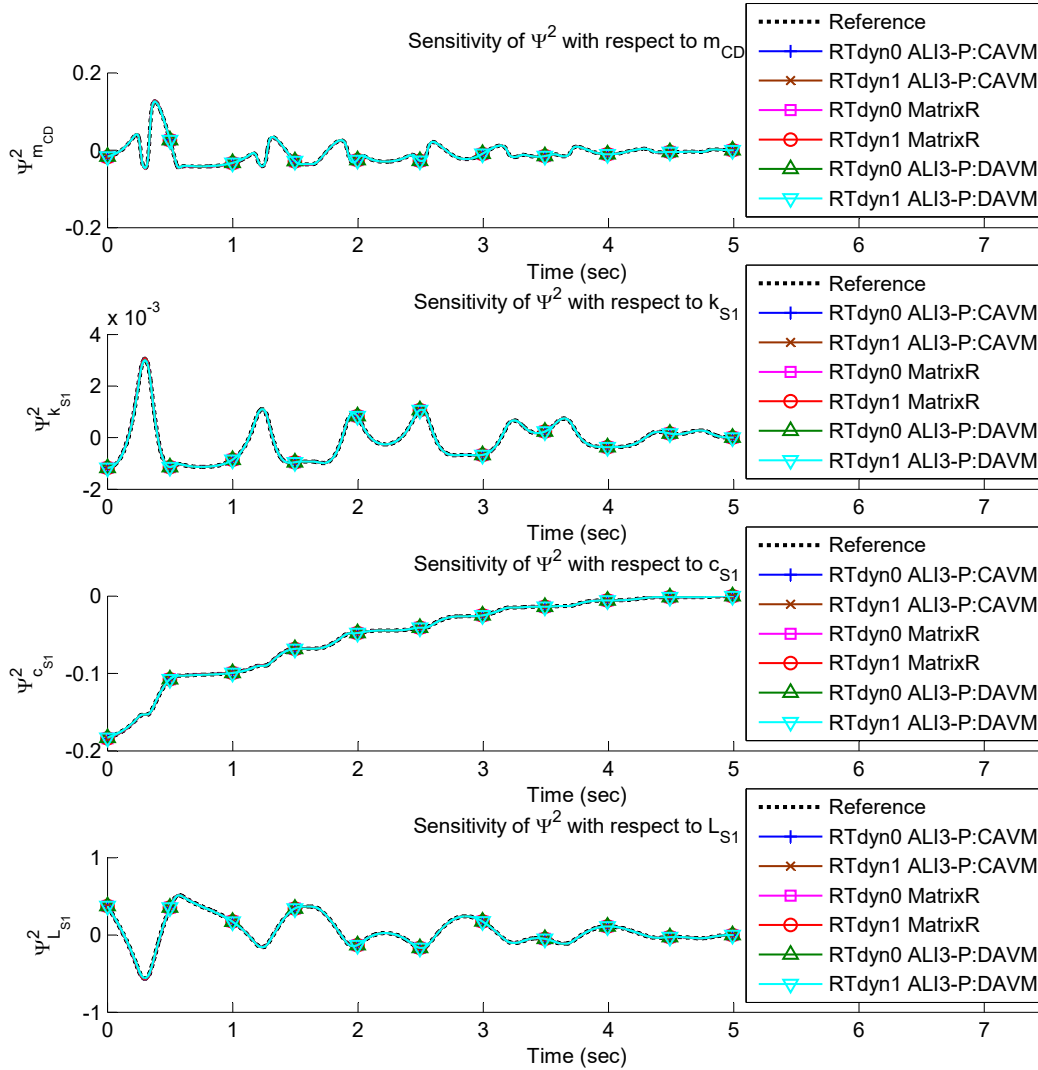 Sensitivity of Ψ² with respect to m_CD
Reference
RTdyn0 ALI3-P:CAVM
RTdyn1 ALI3-P:CAVM
RTdyn0 MatrixR
RTdyn1 MatrixR
RTdyn0 ALI3-P:DAVM
RTdyn1 ALI3-P:DAVM
0.2
0
-0.2
Ψ²_m_CD
0 1 2 3 4 5 6 7
Time (sec)
Sensitivity of Ψ² with respect to k_S1
Reference
RTdyn0 ALI3-P:CAVM
RTdyn1 ALI3-P:CAVM
RTdyn0 MatrixR
RTdyn1 MatrixR
RTdyn0 ALI3-P:DAVM
RTdyn1 ALI3-P:DAVM
x 10⁻³
4
2
0
-2
Ψ²_k_S1
0 1 2 3 4 5 6 7
Time (sec)
Sensitivity of Ψ² with respect to c_S1
Reference
RTdyn0 ALI3-P:CAVM
RTdyn1 ALI3-P:CAVM
RTdyn0 MatrixR
RTdyn1 MatrixR
RTdyn0 ALI3-P:DAVM
RTdyn1 ALI3-P:DAVM
0
-0.1
-0.2
Ψ²_c_S1
0 1 2 3 4 5 6 7
Time (sec)
Sensitivity of Ψ² with respect to L_S1
Reference
RTdyn0 ALI3-P:CAVM
RTdyn1 ALI3-P:CAVM
RTdyn0 MatrixR
RTdyn1 MatrixR
RTdyn0 ALI3-P:DAVM
RTdyn1 ALI3-P:DAVM
1
0
-1
Ψ²_L_S1
0 1 2 3 4 5 6 7
Time (sec)